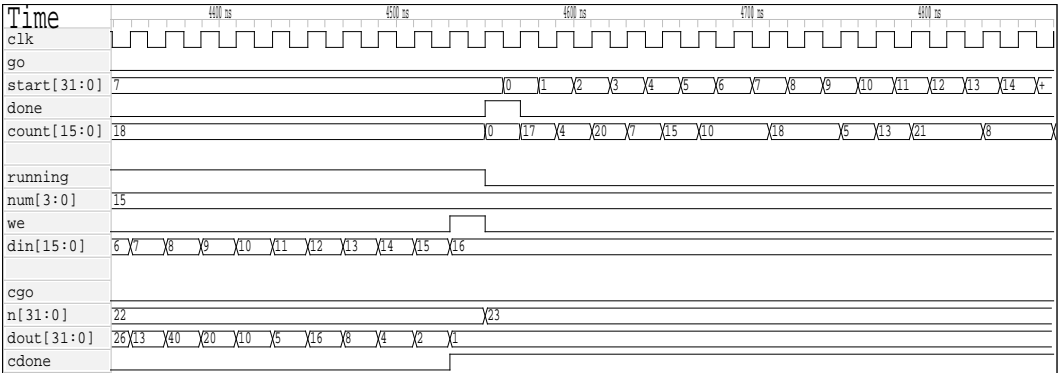 Time 4400 ns 4500 ns 4600 ns 4700 ns 4800 ns
clk
go
start[31:0] 7 0 1 2 3 4 5 6 7 8 9 10 11 12 13 14 +
done
count[15:0] 18 0 17 4 20 7 15 10 18 5 13 21 8
running
num[3:0] 15
we
din[15:0] 6 7 8 9 10 11 12 13 14 15 16
cgo
n[31:0] 22 23
dout[31:0] 26 13 40 20 10 5 16 8 4 2 1
cdone